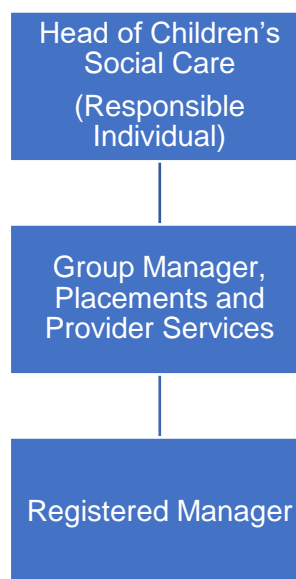 Head of Children’s
Social Care
(Responsible
Individual)
Group Manager,
Placements and
Provider Services
Registered Manager